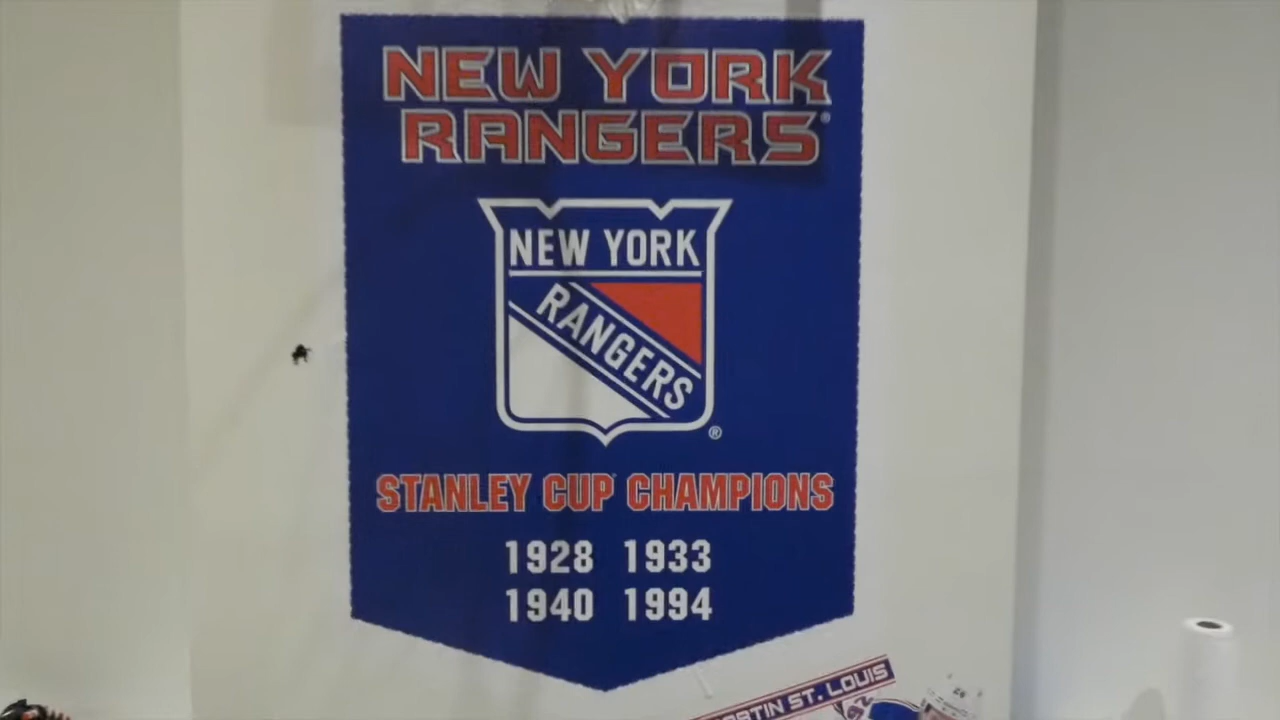 NEW YORK
RANGERS®
NEW YORK
RANGERS
®
STANLEY CUP CHAMPIONS
1928 1933
1940 1994
ST. LOUIS